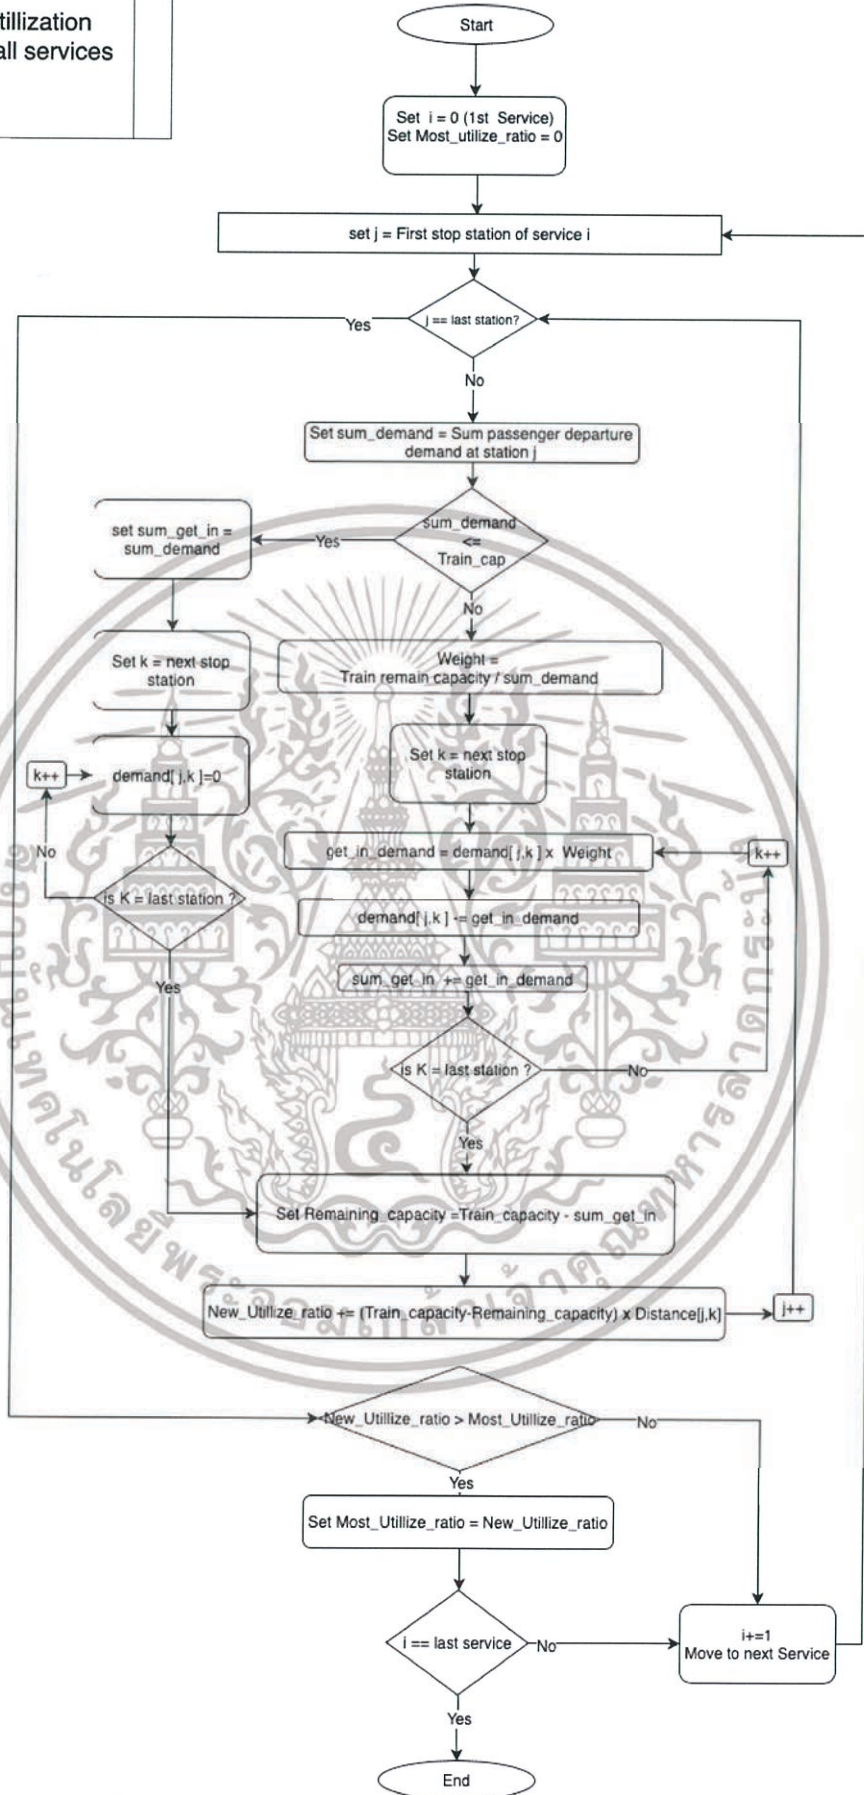 tillization
all services
Start
Set i = 0 (1st Service)
Set Most_utilize_ratio = 0
set j = First stop station of service i
j == last station?
Yes
No
Set sum_demand = Sum passenger departure
demand at station j
sum_demand
<=
Train_cap
Yes
No
set sum_get_in =
sum_demand
Set k = next stop
station
k++
demand[ j,k ]=0
No
is K = last station ?
Yes
Weight =
Train remain capacity / sum_demand
Set k = next stop
station
get_in_demand = demand[ j,k ] x Weight
k++
demand[ j,k ] -= get_in_demand
sum_get_in += get_in_demand
is K = last station ?
No
Yes
Set Remaining_capacity =Train_capacity - sum_get_in
New_Utillize_ratio += (Train_capacity-Remaining_capacity) x Distance[j,k]
j++
New_Utillize_ratio > Most_Utillize_ratio
No
Yes
Set Most_Utillize_ratio = New_Utillize_ratio
i == last service
No
i+=1
Move to next Service
Yes
End